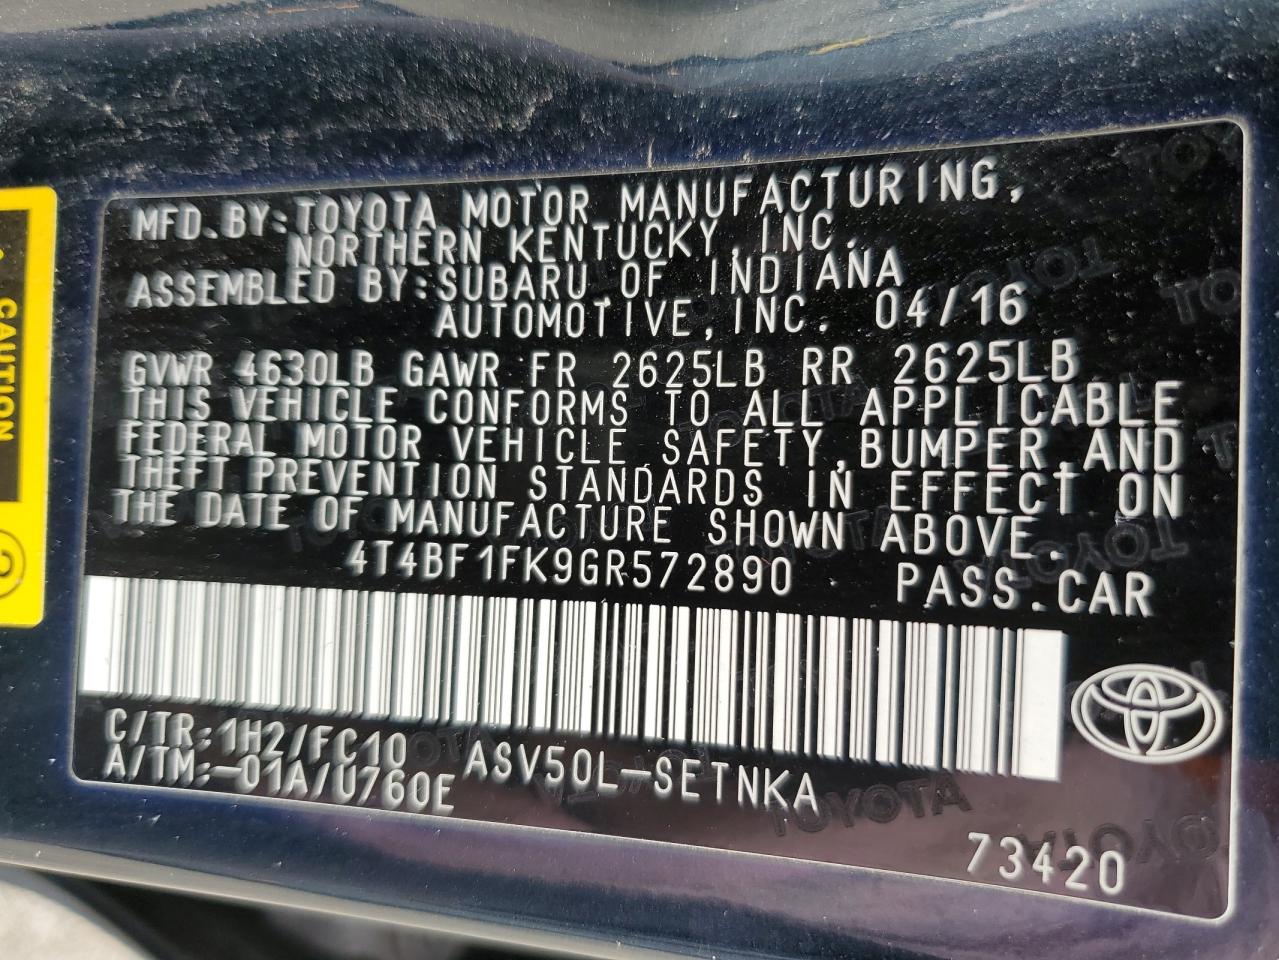 MFD.BY:TOYOTA MOTOR MANUFACTURING,
NORTHERN KENTUCKY,INC.
ASSEMBLED BY:SUBARU OF INDIANA
AUTOMOTIVE,INC. 04/16
GVWR 4630LB GAWR FR 2625LB RR 2625LB
THIS VEHICLE CONFORMS TO ALL APPLICABLE
FEDERAL MOTOR VEHICLE SAFETY,BUMPER,AND
THEFT PREVENTION STANDARDS IN EFFECT ON
THE DATE OF MANUFACTURE SHOWN ABOVE.
4T4BF1FK9GR572890 PASS.CAR
C/TR:1H2/FC10 ASV50L-SETNKA
A/TM:-01A/U760E
73420
CAUTION